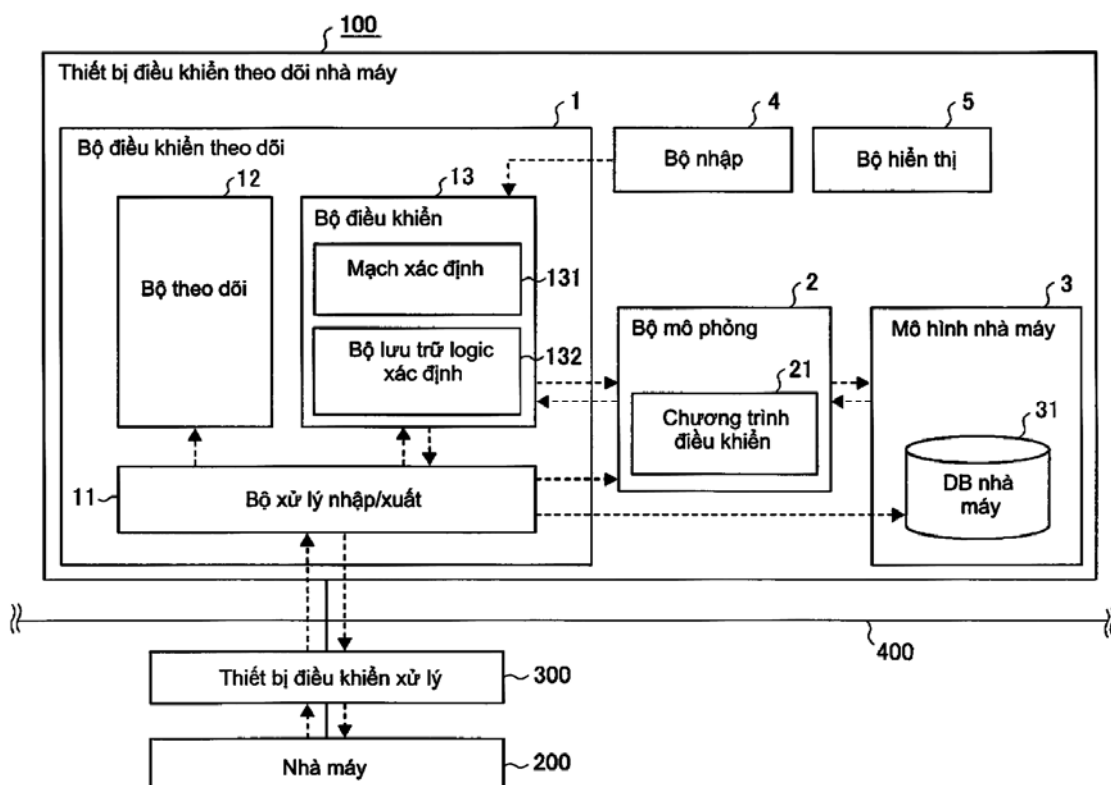 100
Thiết bị điều khiển theo dõi nhà máy
1
4
5
Bộ điều khiển theo dõi
Bộ nhập
Bộ hiển thị
12
13
Bộ điều khiển
Bộ theo dõi
Mạch xác định
131
Bộ lưu trữ logic
xác định
132
2
3
Bộ mô phỏng
Mô hình nhà máy
21
Chương trình
điều khiển
31
DB nhà
máy
11
Bộ xử lý nhập/xuất
400
Thiết bị điều khiển xử lý
300
Nhà máy
200